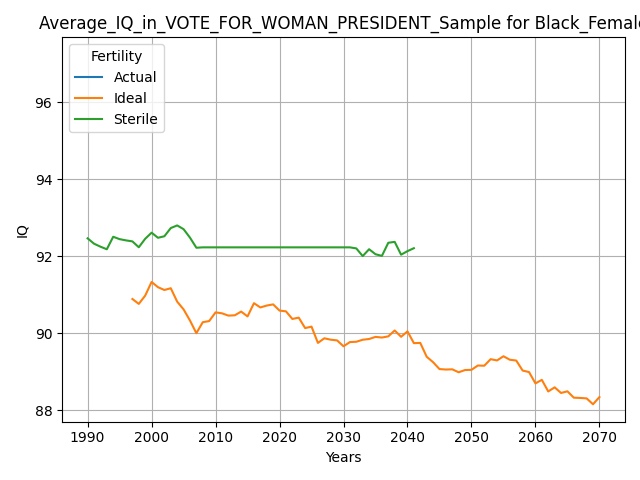 Average_IQ_in_VOTE_FOR_WOMAN_PRESIDENT_Sample for Black_Female
Fertility
Actual
Ideal
Sterile
96
94
92
90
88
IQ
1990 2000 2010 2020 2030 2040 2050 2060 2070
Years